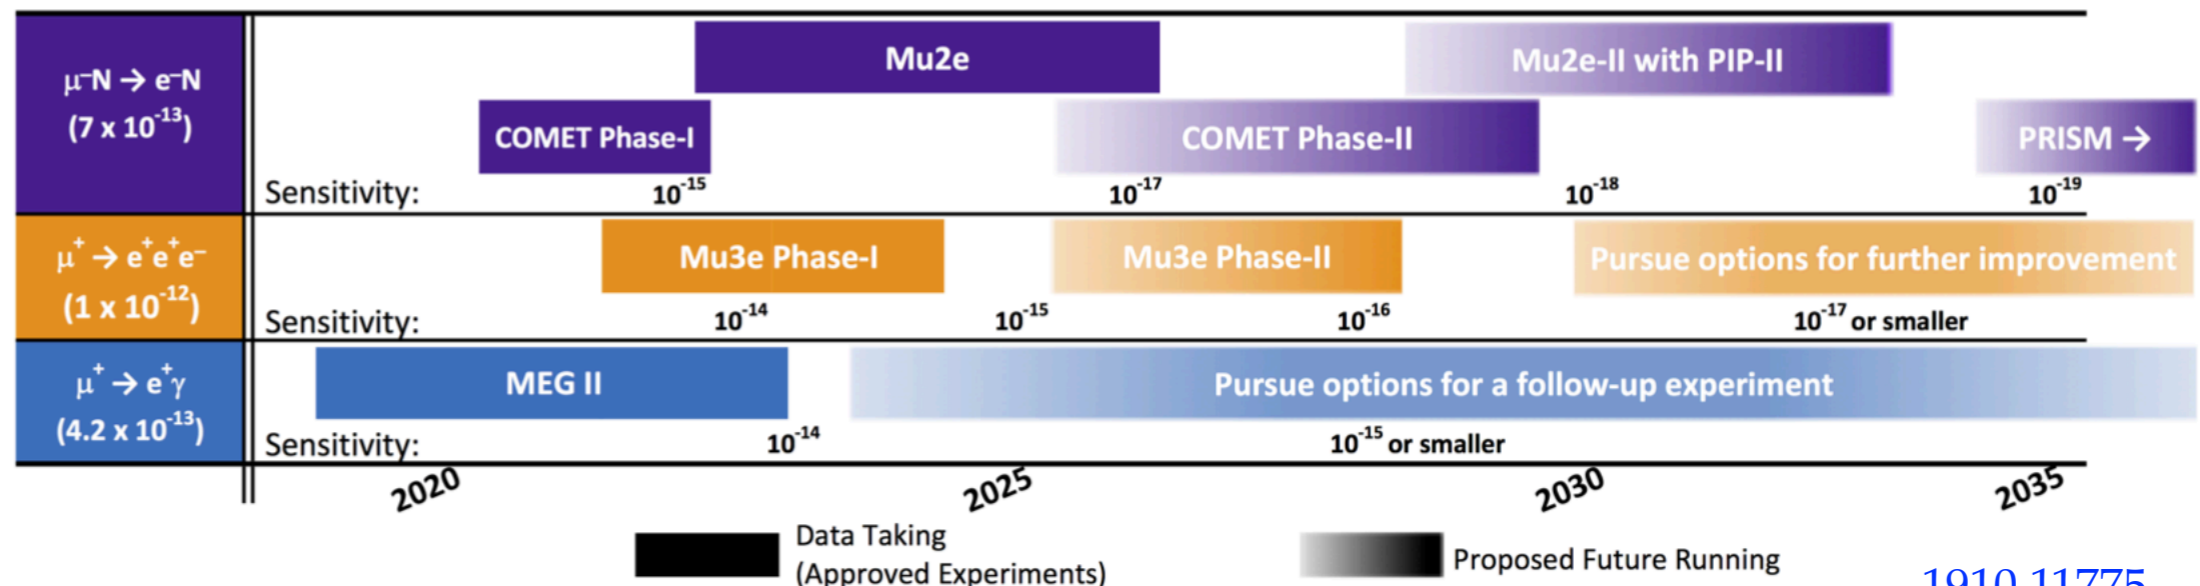 μ⁻N → e⁻N
(7 x 10⁻¹³)
Mu2e
Mu2e-II with PIP-II
COMET Phase-I
COMET Phase-II
PRISM →
Sensitivity: 10⁻¹⁵ 10⁻¹⁷ 10⁻¹⁸ 10⁻¹⁹
μ⁺ → e⁺e⁺e⁻
(1 x 10⁻¹²)
Mu3e Phase-I
Mu3e Phase-II
Pursue options for further improvement
Sensitivity: 10⁻¹⁴ 10⁻¹⁵ 10⁻¹⁶ 10⁻¹⁷ or smaller
μ⁺ → e⁺γ
(4.2 x 10⁻¹³)
MEG II
Pursue options for a follow-up experiment
Sensitivity: 10⁻¹⁴ 10⁻¹⁵ or smaller
2020 2025 2030 2035
Data Taking
(Approved Experiments)
Proposed Future Running
1910.11775